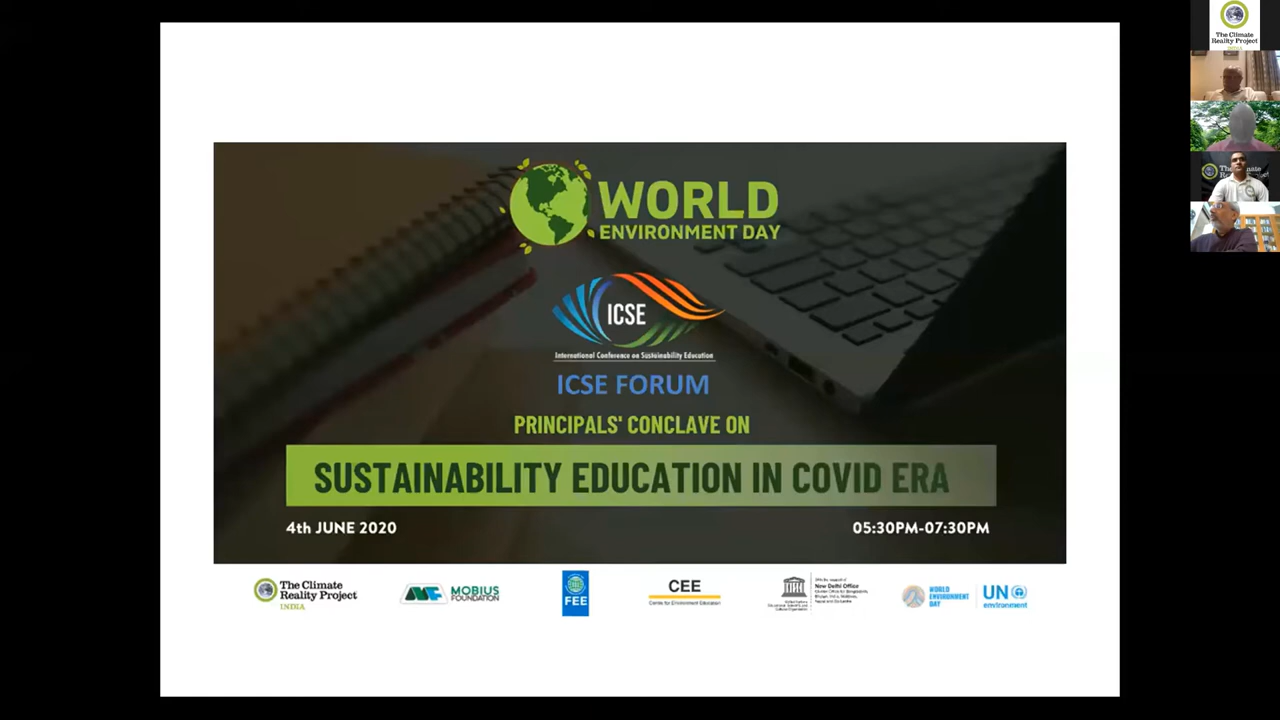 WORLD
ENVIRONMENT DAY
ICSE
International Conference on Sustainability Education
ICSE FORUM
PRINCIPALS' CONCLAVE ON
SUSTAINABILITY EDUCATION IN COVID ERA
4th JUNE 2020
05:30PM-07:30PM
The Climate
Reality Project
INDIA
MOBIUS
FOUNDATION
FEE
CEE
Centre for Environment Education
New Delhi Office
WORLD
ENVIRONMENT
DAY
UN
environment
The Climate
Reality Project
INDIA